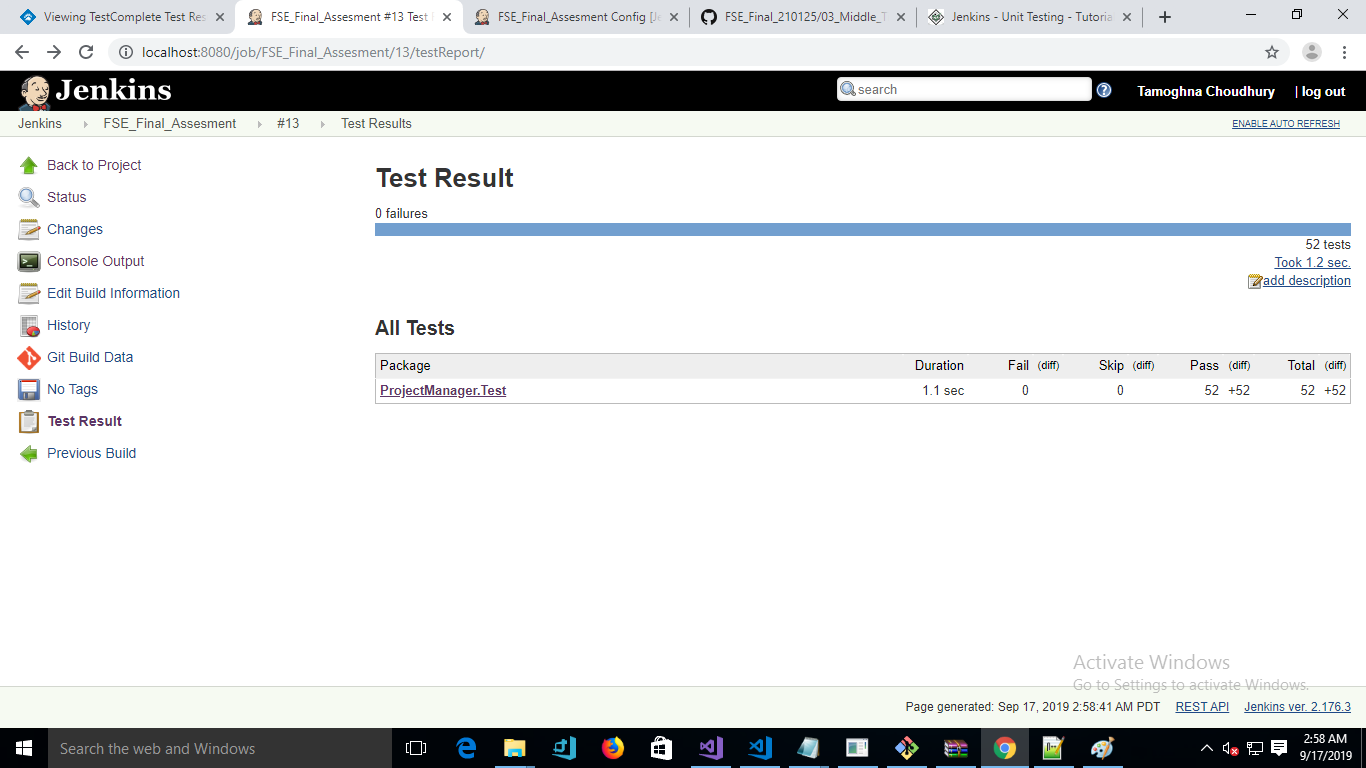 Viewing TestComplete Test Res
FSE_Final_Assesment #13 Test
FSE_Final_Assesment Config [Je
FSE_Final_210125/03_Middle_T
Jenkins - Unit Testing - Tutoria
localhost:8080/job/FSE_Final_Assesment/13/testReport/
Jenkins
search
Tamoghna Choudhury
| log out
Jenkins
FSE_Final_Assesment
#13
Test Results
ENABLE AUTO REFRESH
Back to Project
Status
Changes
Console Output
Edit Build Information
History
Git Build Data
No Tags
Test Result
Previous Build
Test Result
0 failures
52 tests
Took 1.2 sec.
add description
All Tests
Package Duration Fail (diff) Skip (diff) Pass (diff) Total (diff)
ProjectManager.Test 1.1 sec 0 0 52 +52 52 +52
Activate Windows
Go to Settings to activate Windows.
Page generated: Sep 17, 2019 2:58:41 AM PDT REST API Jenkins ver. 2.176.3
Search the web and Windows
2:58 AM
9/17/2019